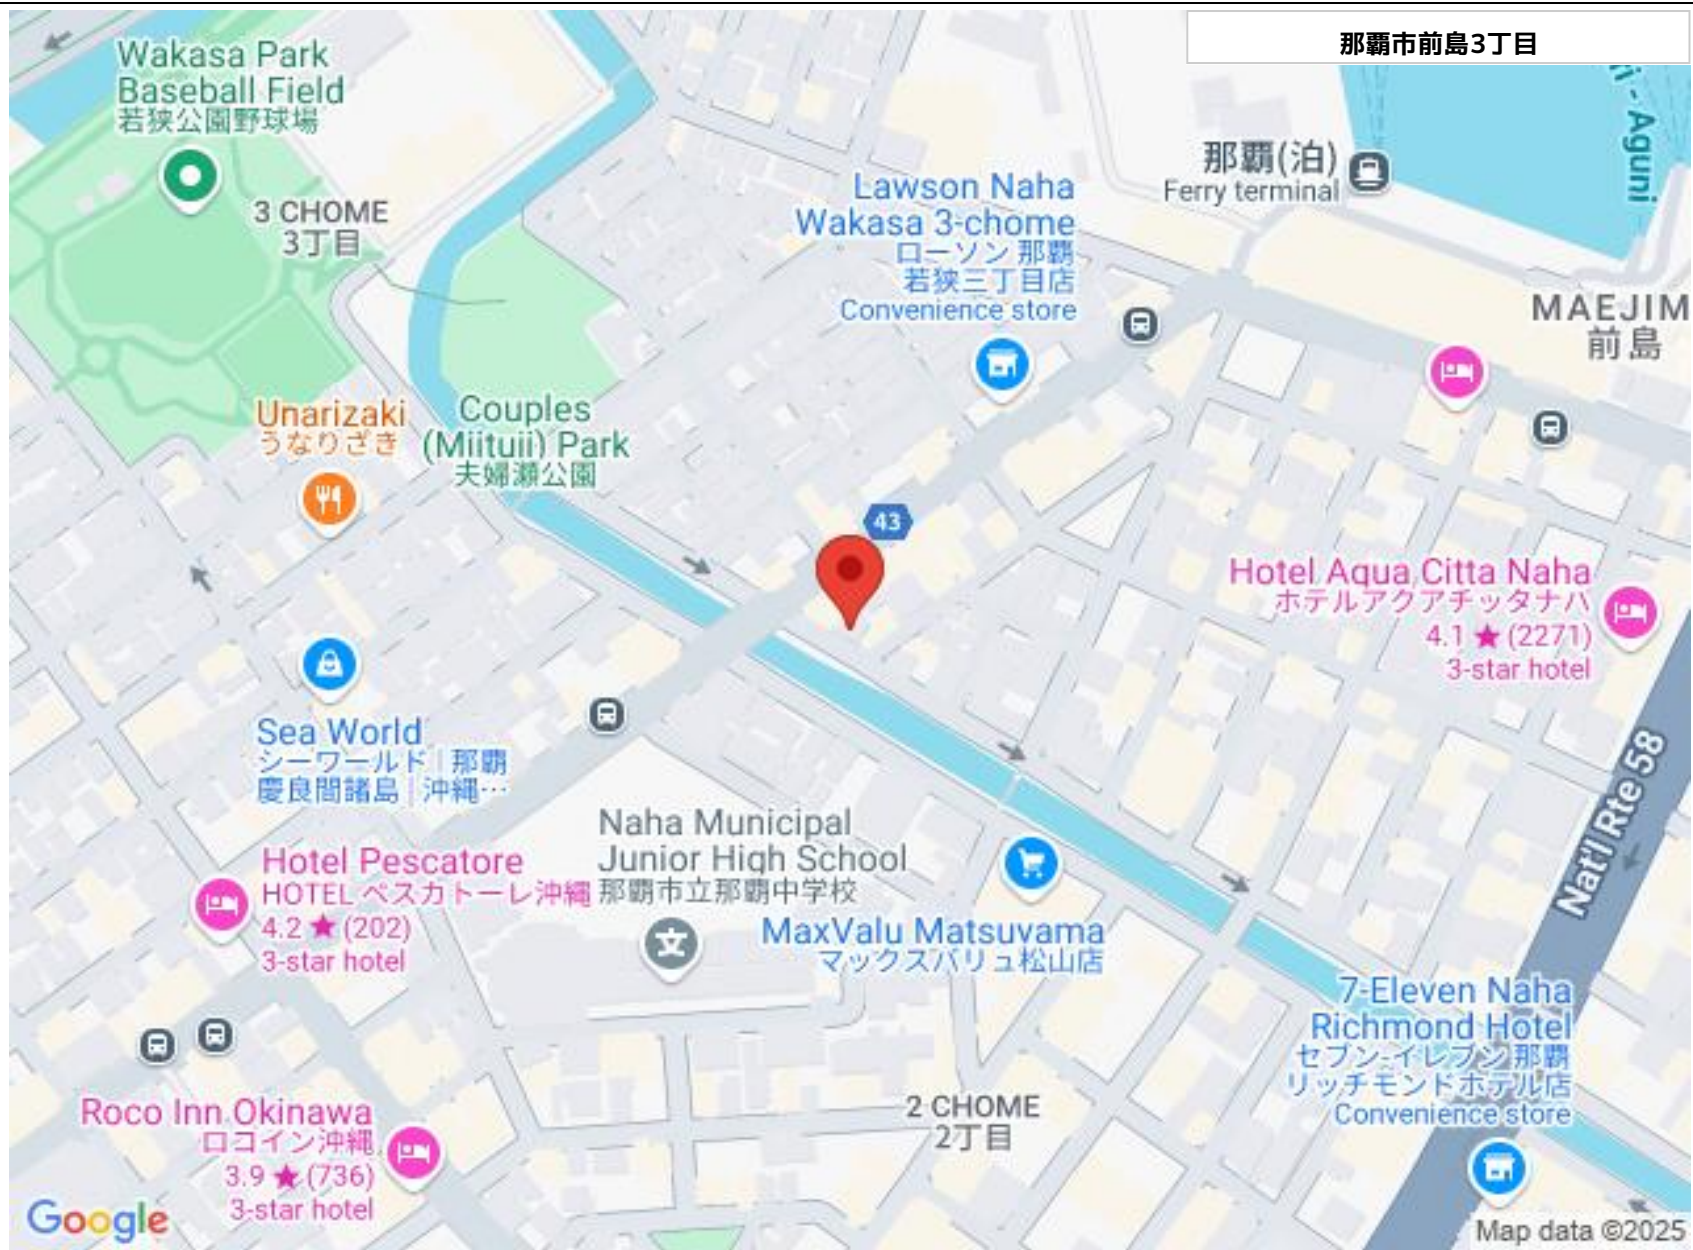 那覇市前島3丁目
Wakasa Park
Baseball Field
若狭公園野球場
3 CHOME
3丁目
那覇(泊)
Ferry terminal
- Aguni
Lawson Naha
Wakasa 3-chome
ローソン 那覇
若狭三丁目店
Convenience store
MAEJIM
前島
Unarizaki
うなりざき
Couples
(Miituii) Park
夫婦瀬公園
43
Hotel Aqua Citta Naha
ホテルアクアチッタナハ
4.1 ★ (2271)
3-star hotel
Sea World
シーワールド | 那覇
慶良間諸島 | 沖縄…
Nat'l Rte 58
Naha Municipal
Junior High School
那覇市立那覇中学校
文
Hotel Pescatore
HOTEL ペスカトーレ沖縄
4.2 ★ (202)
3-star hotel
MaxValu Matsuyama
マックスバリュ松山店
7-Eleven Naha
Richmond Hotel
セブン-イレブン 那覇
リッチモンドホテル店
Convenience store
Roco Inn Okinawa
ロコイン沖縄
3.9 ★ (736)
3-star hotel
2 CHOME
2丁目
Google
Map data ©2025